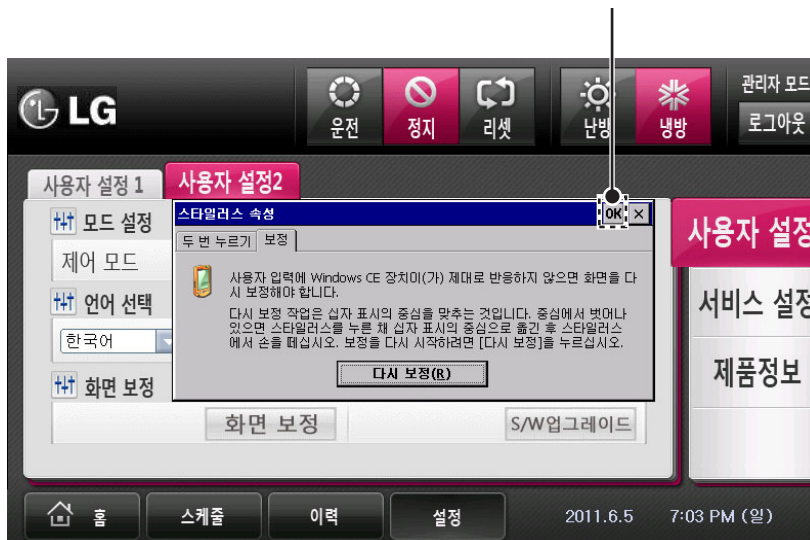 LG
운전
정지
리셋
난방
냉방
관리자 모드
로그아웃
사용자 설정 1
사용자 설정2
모드 설정
제어 모드
언어 선택
한국어
화면 보정
화면 보정
S/W업그레이드
스타일러스 속성
OK
두 번 누르기
보정
사용자 입력에 Windows CE 장치이(가) 제대로 반응하지 않으면 화면을 다
시 보정해야 합니다.
다시 보정 작업은 십자 표시의 중심을 맞추는 것입니다. 중심에서 벗어나
있으면 스타일러스를 누른 채 십자 표시의 중심으로 옮긴 후 스타일러스
에서 손을 떼십시오. 보정을 다시 시작하려면 [다시 보정]을 누르십시오.
다시 보정(R)
사용자 설정
서비스 설정
제품정보
홈
스케줄
이력
설정
2011.6.5
7:03 PM (일)